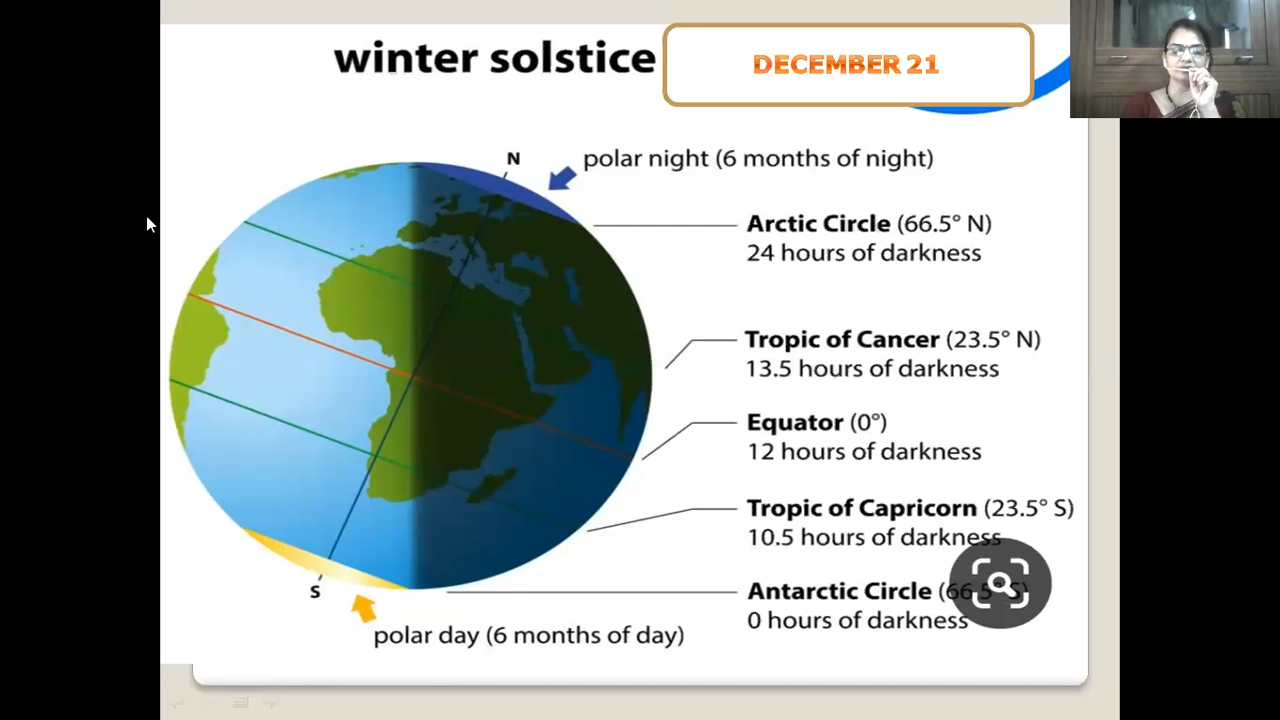 winter solstice
DECEMBER 21
N
polar night (6 months of night)
Arctic Circle (66.5° N)
24 hours of darkness
Tropic of Cancer (23.5° N)
13.5 hours of darkness
Equator (0°)
12 hours of darkness
Tropic of Capricorn (23.5° S)
10.5 hours of darkness
Antarctic Circle (66.5° S)
0 hours of darkness
S
polar day (6 months of day)